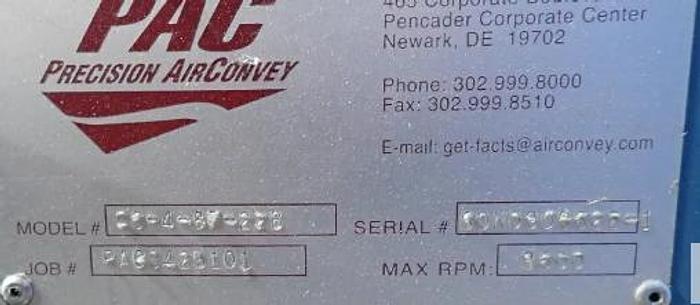 PAC
PRECISION AIRCONVEY
Corporate
Pencader Corporate Center
Newark, DE 19702
Phone: 302.999.8000
Fax: 302.999.8510
E-mail: get-facts@airconvey.com
MODEL #
SERIAL #
JOB #
MAX RPM: